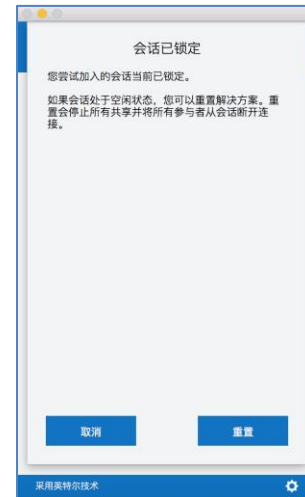 会话已锁定
您尝试加入的会话当前已锁定。
如果会话处于空闲状态，您可以重置解决方案。重
置会停止所有共享并将所有参与者从会话断开连
接。
取消
重置
采用英特尔技术